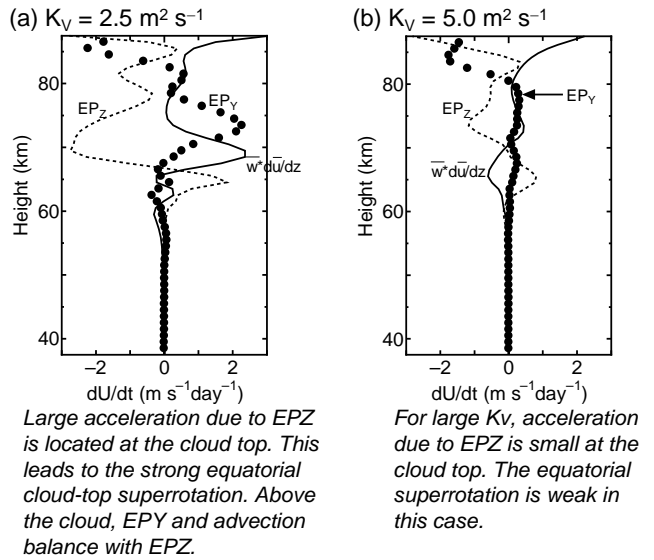 (a) K_V = 2.5 m² s⁻¹
80
60
40
Height (km)
EP_Z
EP_Y
w̅*du̅/dz
−2
0
2
dU/dt (m s⁻¹day⁻¹)
Large acceleration due to EPZ
is located at the cloud top. This
leads to the strong equatorial
cloud-top superrotation. Above
the cloud, EPY and advection
balance with EPZ.
(b) K_V = 5.0 m² s⁻¹
80
60
40
Height (km)
EP_Z
EP_Y
w̅*du̅/dz
−2
0
2
dU/dt (m s⁻¹day⁻¹)
For large Kv, acceleration
due to EPZ is small at the
cloud top. The equatorial
superrotation is weak in
this case.